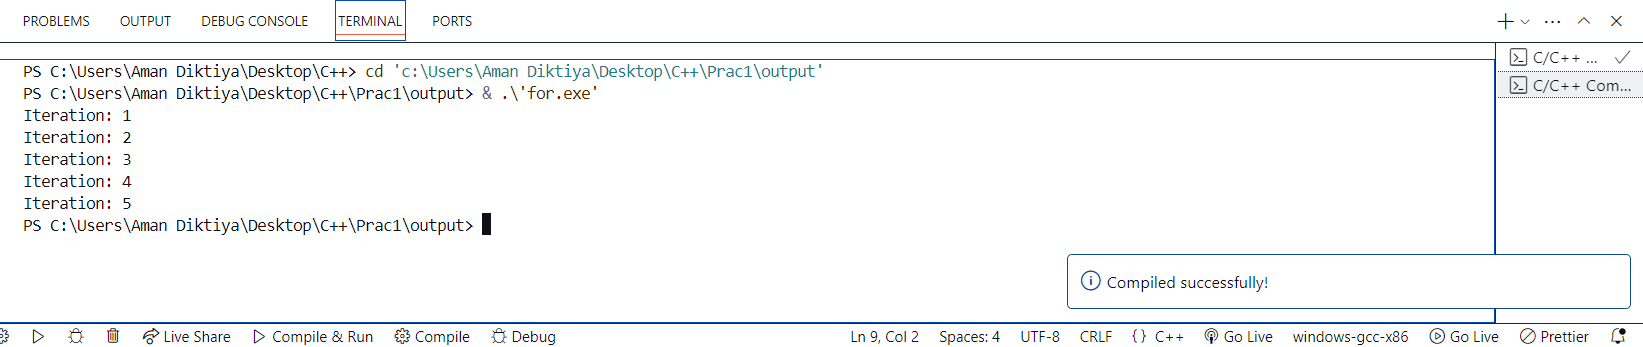 PROBLEMS OUTPUT DEBUG CONSOLE TERMINAL PORTS
PS C:\Users\Aman Diktiya\Desktop\C++> cd 'c:\Users\Aman Diktiya\Desktop\C++\Prac1\output'
PS C:\Users\Aman Diktiya\Desktop\C++\Prac1\output> & .\'for.exe'
Iteration: 1
Iteration: 2
Iteration: 3
Iteration: 4
Iteration: 5
PS C:\Users\Aman Diktiya\Desktop\C++\Prac1\output>
C/C++ ...
C/C++ Com...
Compiled successfully!
Live Share Compile & Run Compile Debug Ln 9, Col 2 Spaces: 4 UTF-8 CRLF {} C++ Go Live windows-gcc-x86 Go Live Prettier